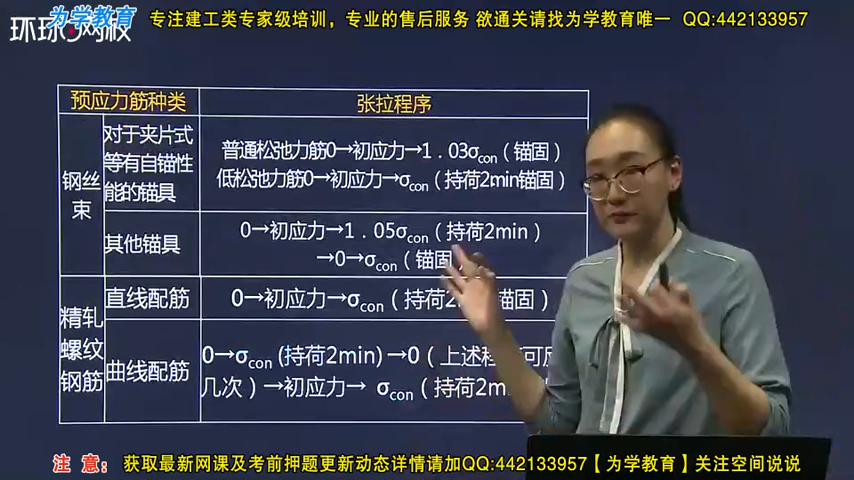 为学教育
专注建工类专家级培训，专业的售后服务 欲通关请找为学教育唯一 QQ:442133957
环球网校
预应力筋种类
张拉程序
钢丝束
对于夹片式等有自锚性能的锚具
普通松弛力筋0→初应力→1．03σcon（锚固）
低松弛力筋0→初应力→σcon（持荷2min锚固）
其他锚具
0→初应力→1．05σcon（持荷2min）
→0→σcon（锚固
精轧螺纹钢筋
直线配筋
0→初应力→σcon（持荷2 锚固）
曲线配筋
0→σcon (持荷2min)→0（上述程 可反
几次）→初应力→ σcon（持荷2m
注 意： 获取最新网课及考前押题更新动态详情请加QQ:442133957【为学教育】关注空间说说